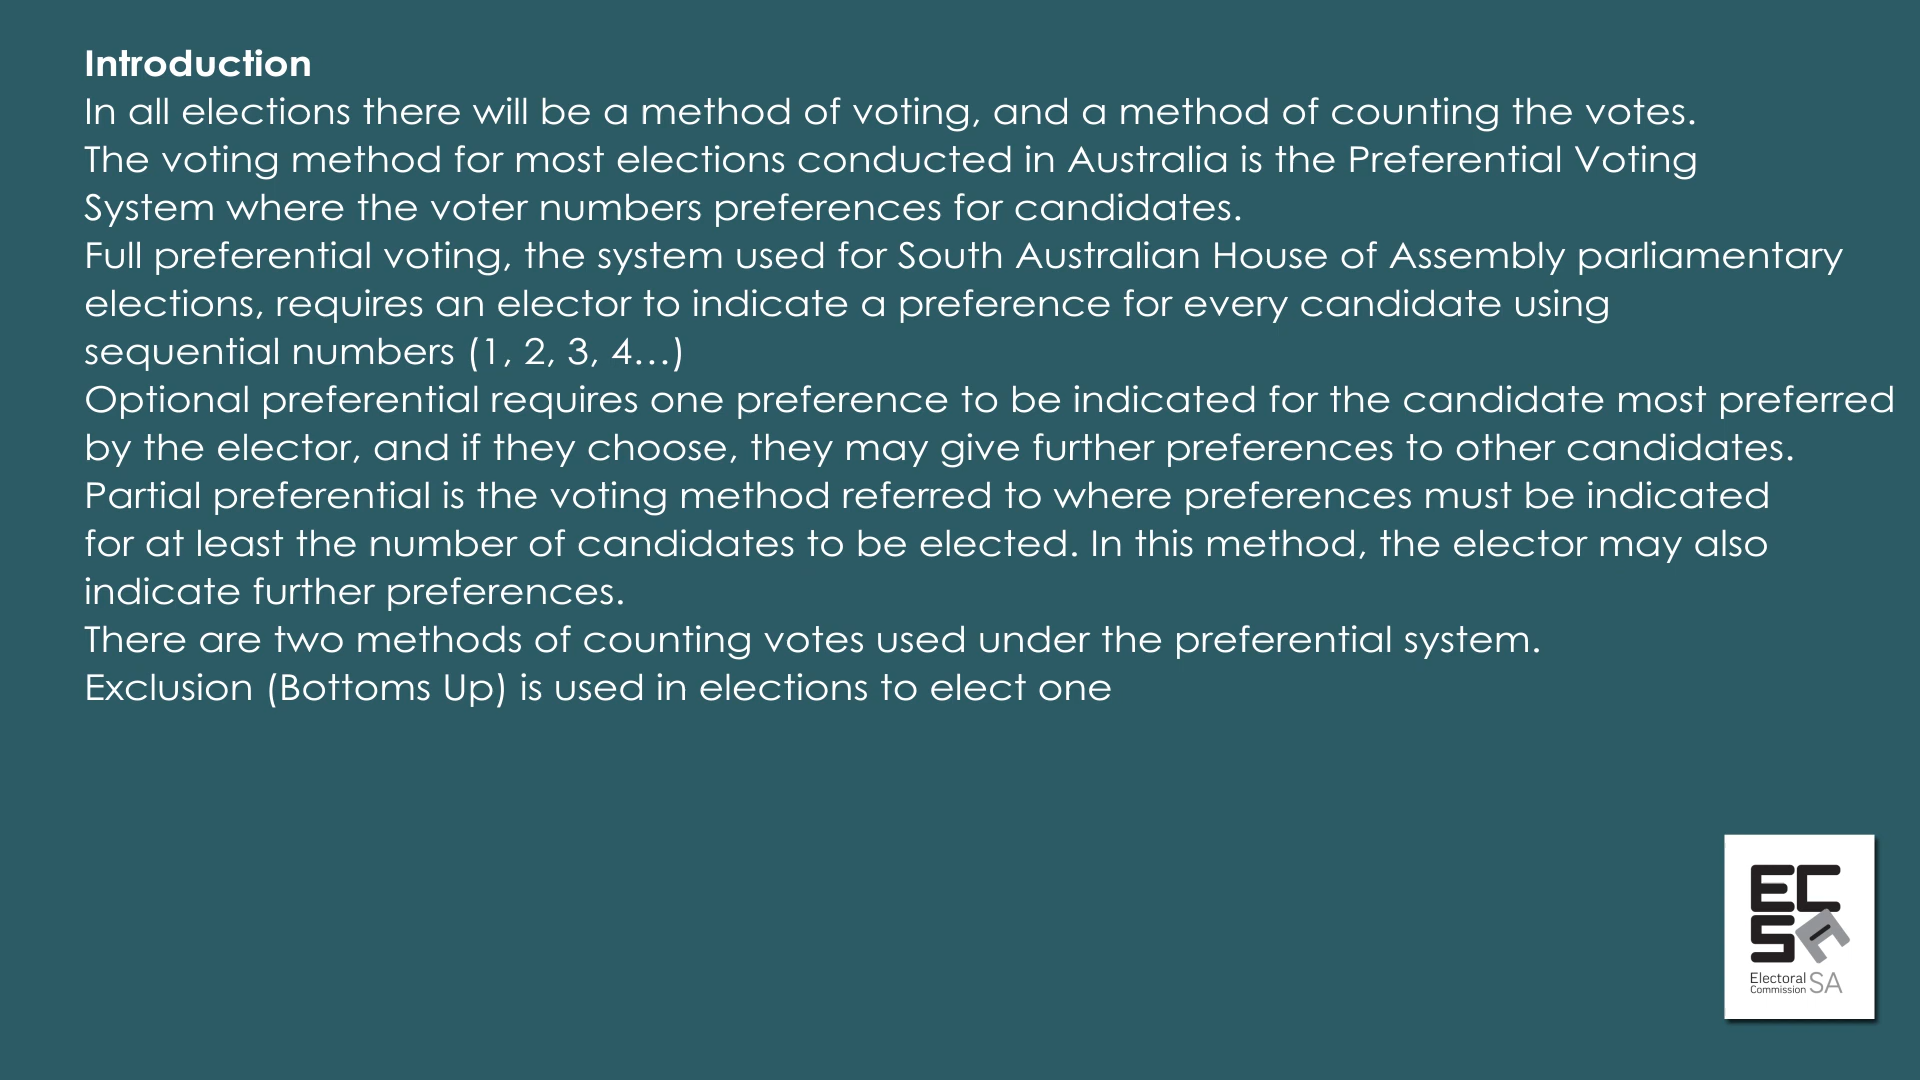 Introduction
In all elections there will be a method of voting, and a method of counting the votes.
The voting method for most elections conducted in Australia is the Preferential Voting
System where the voter numbers preferences for candidates.
Full preferential voting, the system used for South Australian House of Assembly parliamentary
elections, requires an elector to indicate a preference for every candidate using
sequential numbers (1, 2, 3, 4…)
Optional preferential requires one preference to be indicated for the candidate most preferred
by the elector, and if they choose, they may give further preferences to other candidates.
Partial preferential is the voting method referred to where preferences must be indicated
for at least the number of candidates to be elected. In this method, the elector may also
indicate further preferences.
There are two methods of counting votes used under the preferential system.
Exclusion (Bottoms Up) is used in elections to elect one
EC
SA
Electoral
Commission SA